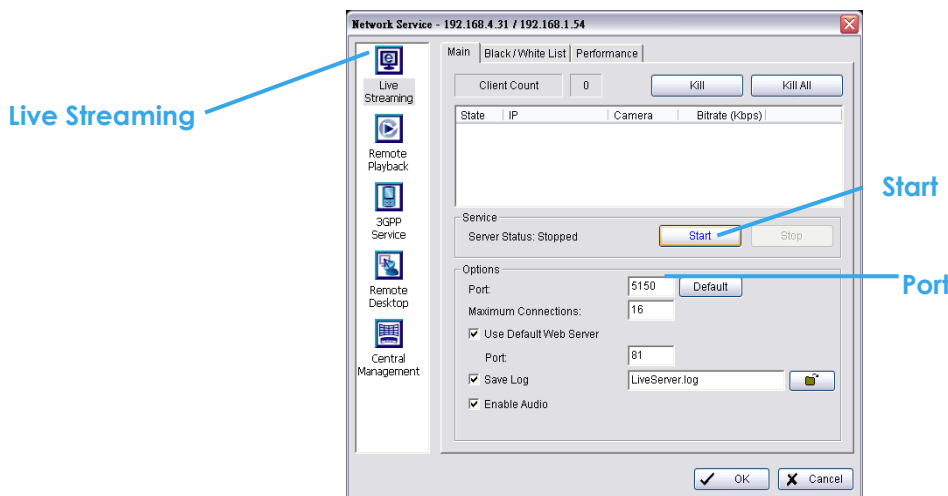 Network Service - 192.168.4.31 / 192.168.1.54
Live Streaming
Live
Streaming
Remote
Playback
3GPP
Service
Remote
Desktop
Central
Management
Main Black / White List Performance
Client Count 0 Kill Kill All
State IP Camera Bitrate (Kbps)
Start
Service
Server Status: Stopped Start Stop
Options
Port: 5150 Default
Port
Maximum Connections: 16
Use Default Web Server
Port: 81
Save Log LiveServer.log
Enable Audio
OK Cancel